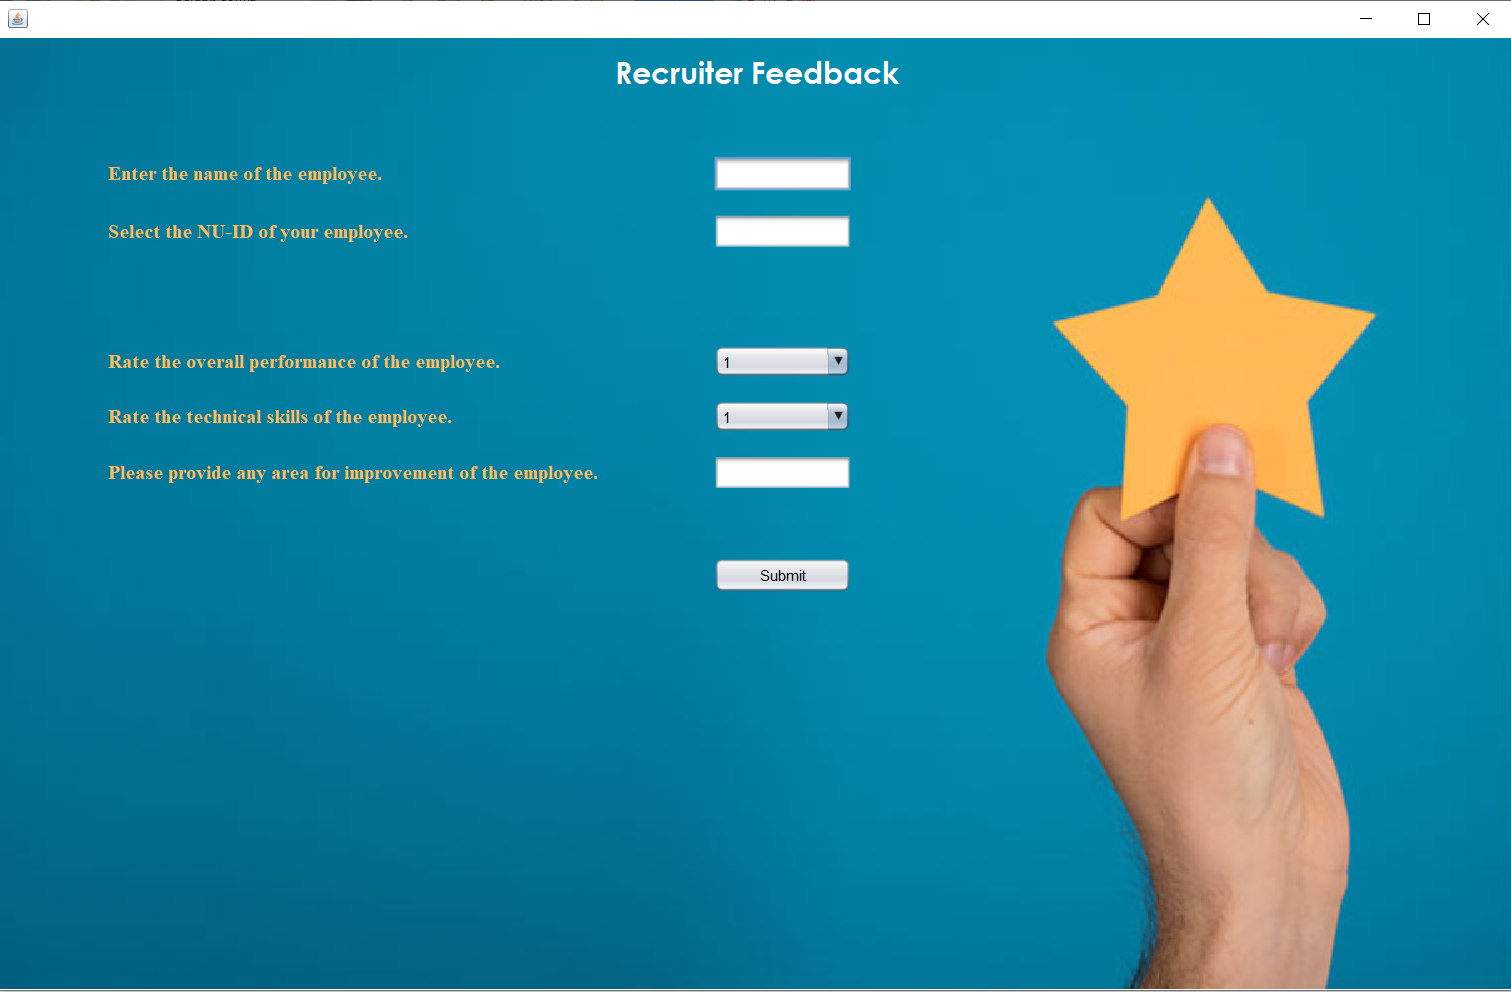 Recruiter Feedback
Enter the name of the employee.
Select the NU-ID of your employee.
Rate the overall performance of the employee.
1
Rate the technical skills of the employee.
1
Please provide any area for improvement of the employee.
Submit